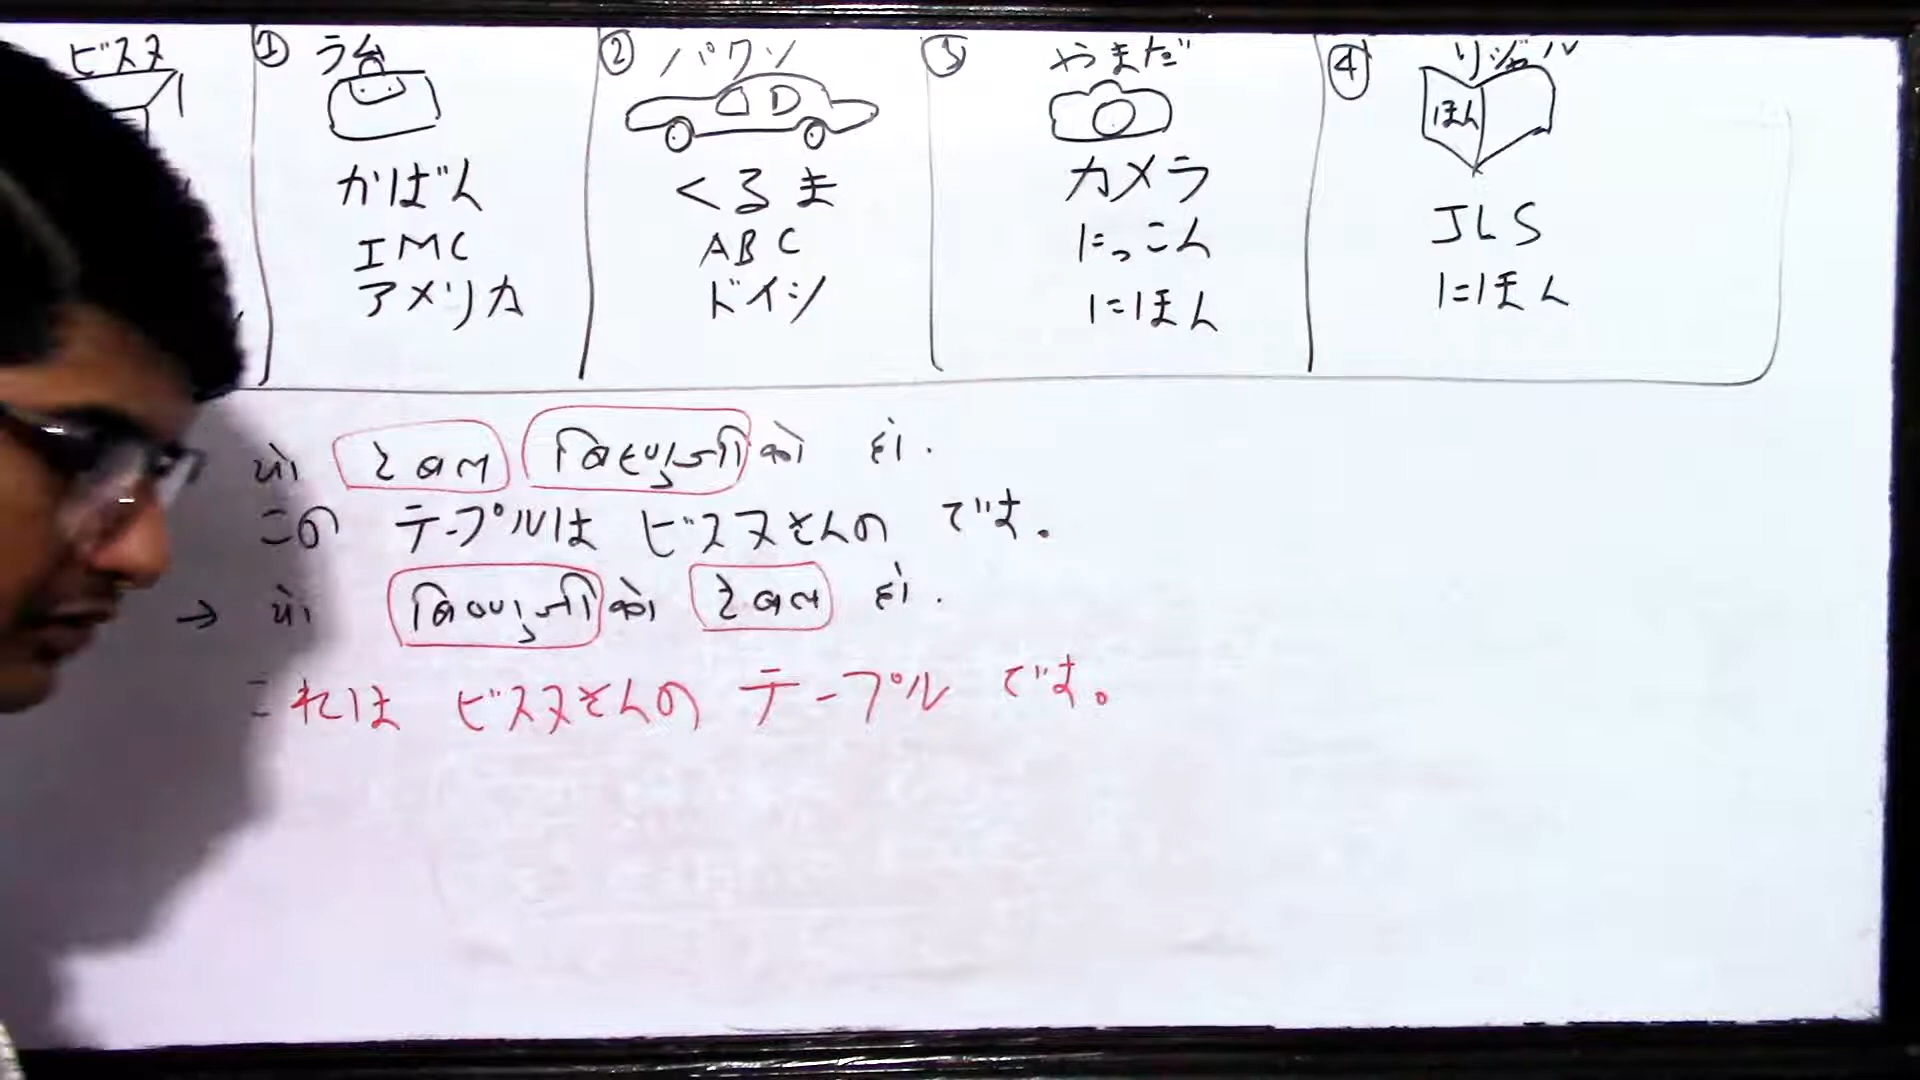 ビスヌ
① ラム
かばん
IMC
アメリカ
② パワン
くるま
ABC
ドイツ
③ やまだ
カメラ
にっこん
にほん
④ リジャル
ほん
JLS
にほん
यो टेबल विष्णुजीको हो.
この テープルは ビスヌさんの です.
→ यो विष्णुजीको टेबल हो.
これは ビスヌさんの テープル です。